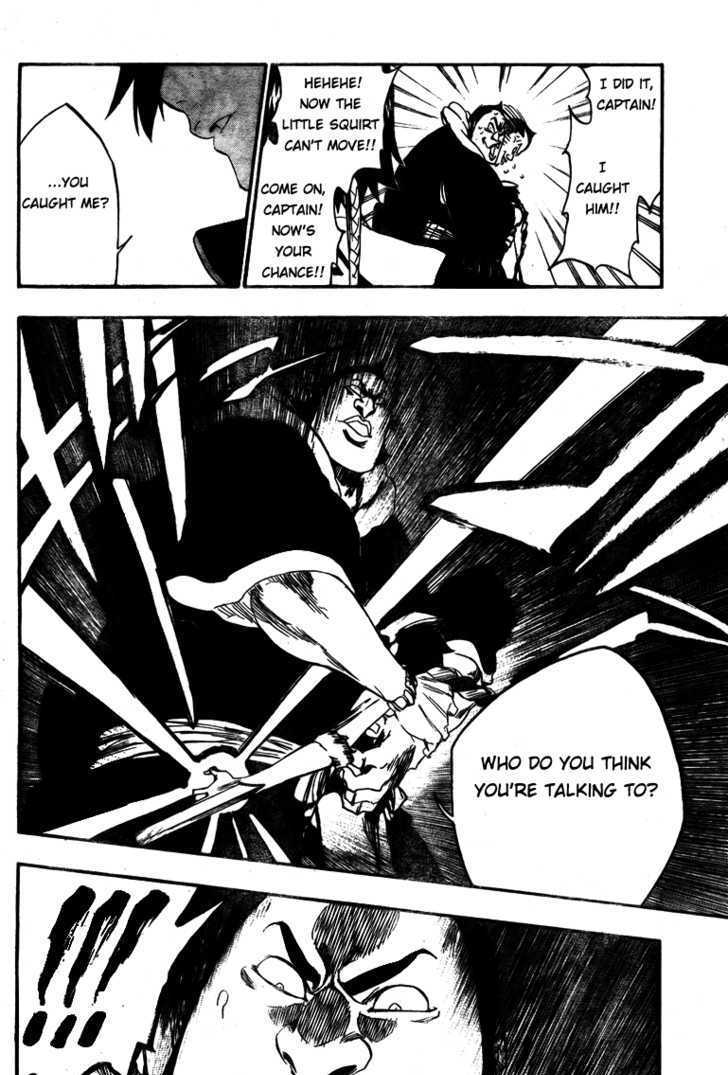 I DID IT,
CAPTAIN!
I
CAUGHT
HIM!!
HEHEHE!
NOW THE
LITTLE SQUIRT
CAN'T MOVE!!
COME ON,
CAPTAIN!
NOW'S
YOUR
CHANCE!!
...YOU
CAUGHT ME?
WHO DO YOU THINK
YOU'RE TALKING TO?
!!!